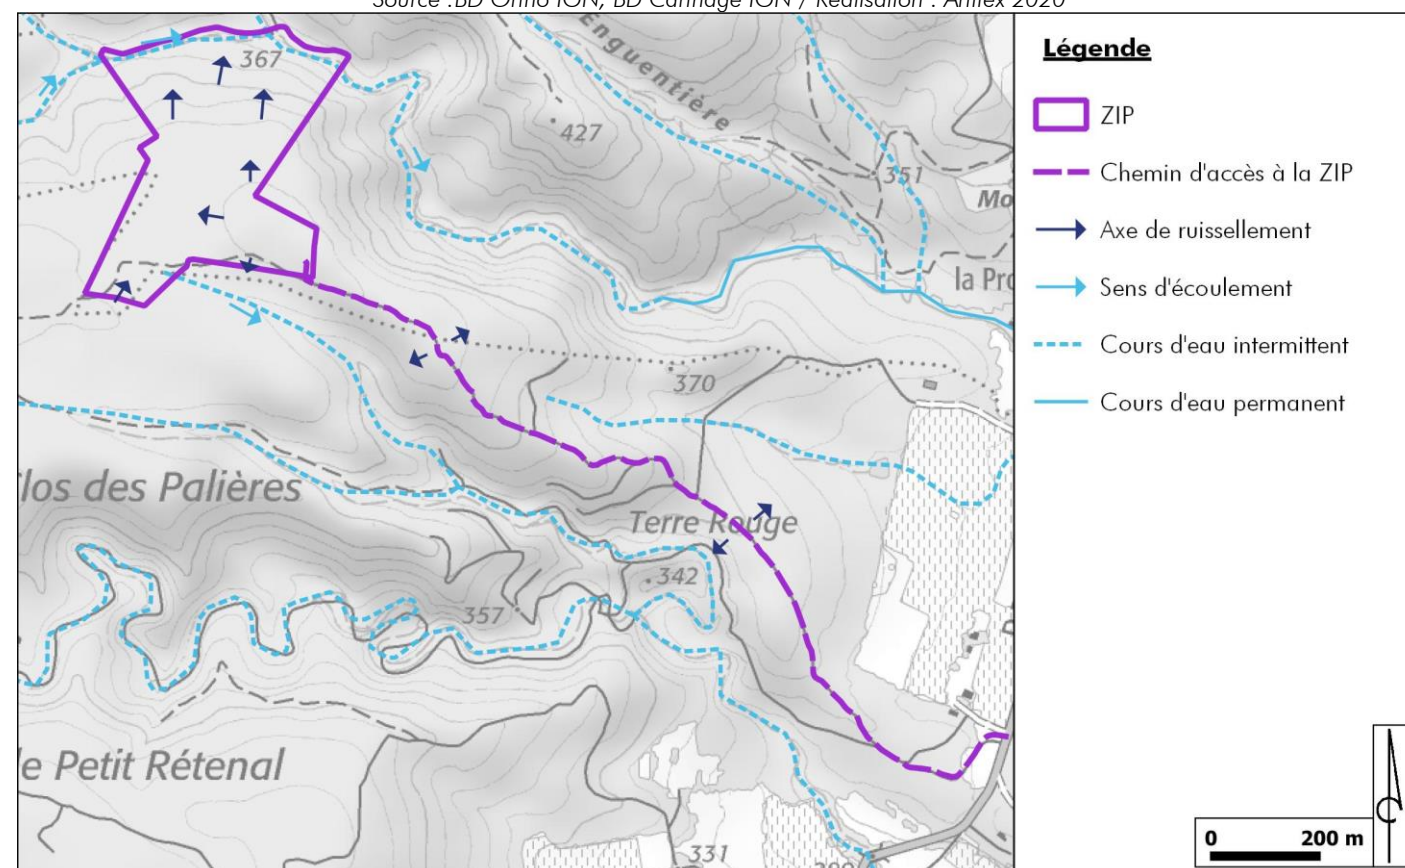 Source : BD Ortho IGN, BD Carthage IGN / Réalisation : Artifex 2020
Légende
ZIP
Chemin d'accès à la ZIP
Axe de ruissellement
Sens d'écoulement
Cours d'eau intermittent
Cours d'eau permanent
0 200 m
Enguentière
367
427
351
Mo
la Pro
370
los des Palières
Terre Rouge
342
357
e Petit Rétenal
331